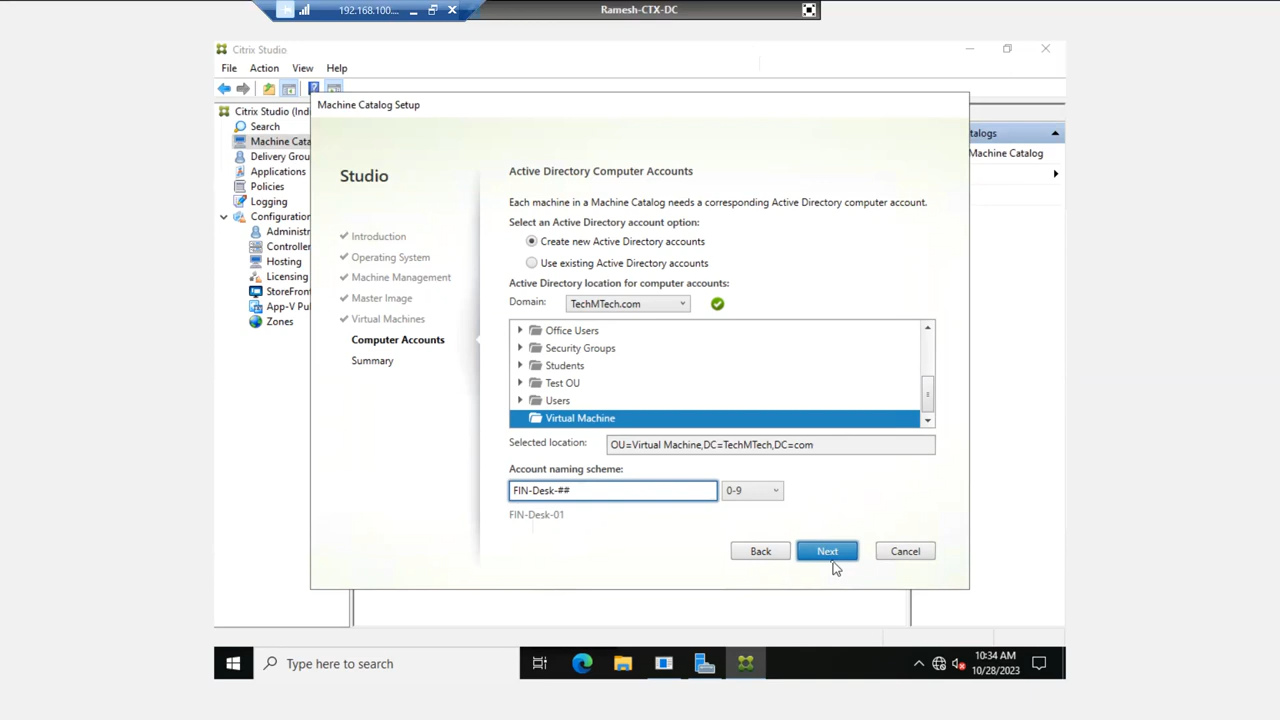 192.168.100....
Ramesh-CTX-DC
Citrix Studio
File Action View Help
Citrix Studio (Ind
Search
Machine Cata
Delivery Grou
Applications
Policies
Logging
Configuration
Administr
Controller
Hosting
Licensing
StoreFron
App-V Pu
Zones
Machine Catalog Setup
Studio
Introduction
Operating System
Machine Management
Master Image
Virtual Machines
Computer Accounts
Summary
Active Directory Computer Accounts
Each machine in a Machine Catalog needs a corresponding Active Directory computer account.
Select an Active Directory account option:
Create new Active Directory accounts
Use existing Active Directory accounts
Active Directory location for computer accounts:
Domain: TechMTech.com
Office Users
Security Groups
Students
Test OU
Users
Virtual Machine
Selected location: OU=Virtual Machine,DC=TechMTech,DC=com
Account naming scheme:
FIN-Desk-## 0-9
FIN-Desk-01
Back Next Cancel
talogs
Machine Catalog
Type here to search
10:34 AM
10/28/2023